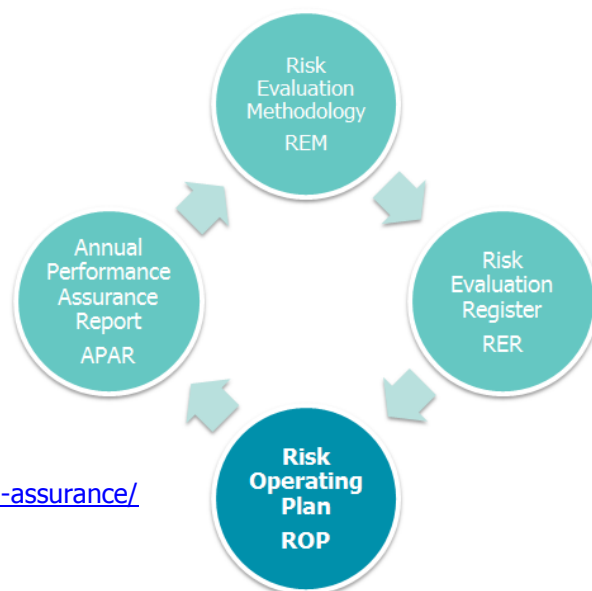 Risk
Evaluation
Methodology
REM
Annual
Performance
Assurance
Report
APAR
Risk
Evaluation
Register
RER
-assurance/
Risk
Operating
Plan
ROP